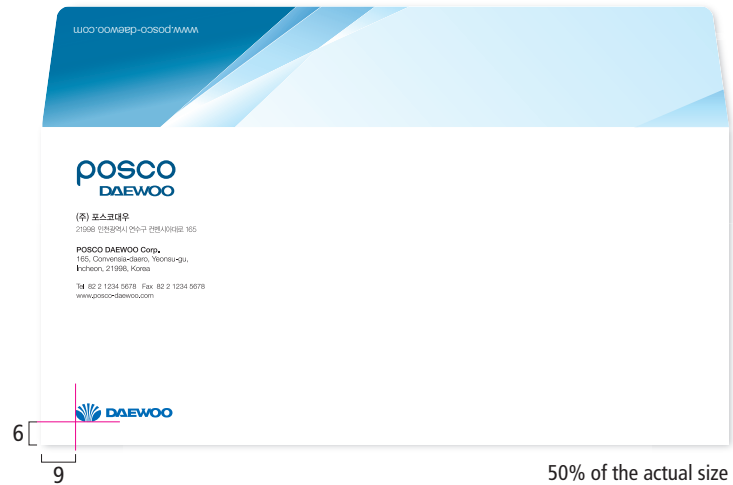 www.posco-daewoo.com
posco
DAEWOO
(주) 포스코대우
21998 인천광역시 연수구 컨벤시아대로 165
POSCO DAEWOO Corp.
165, Convensia-daero, Yeonsu-gu,
Incheon, 21998, Korea
Tel 82 2 1234 5678 Fax 82 2 1234 5678
www.posco-daewoo.com
DAEWOO
6
9
50% of the actual size